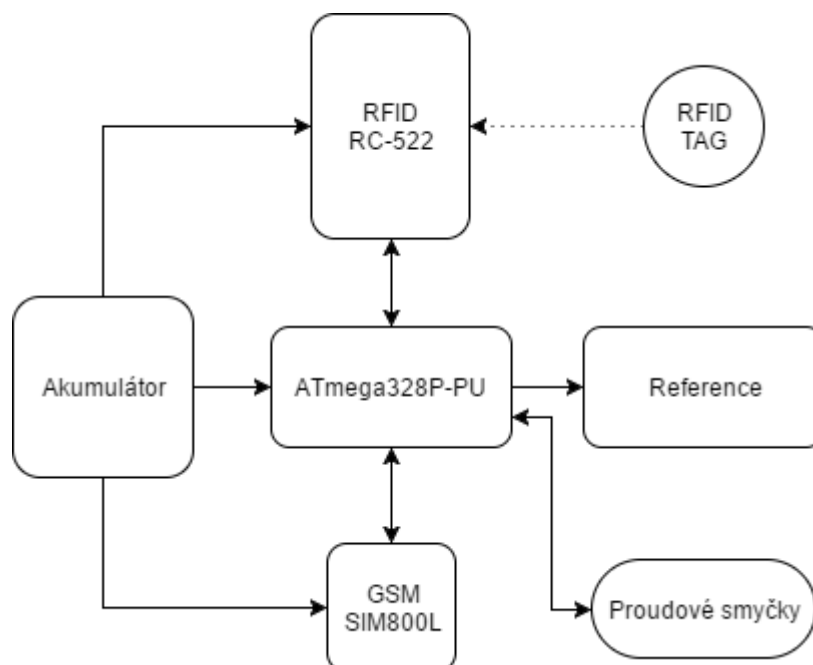 RFID
RC-522
RFID
TAG
Akumulátor
ATmega328P-PU
Reference
GSM
SIM800L
Proudové smyčky